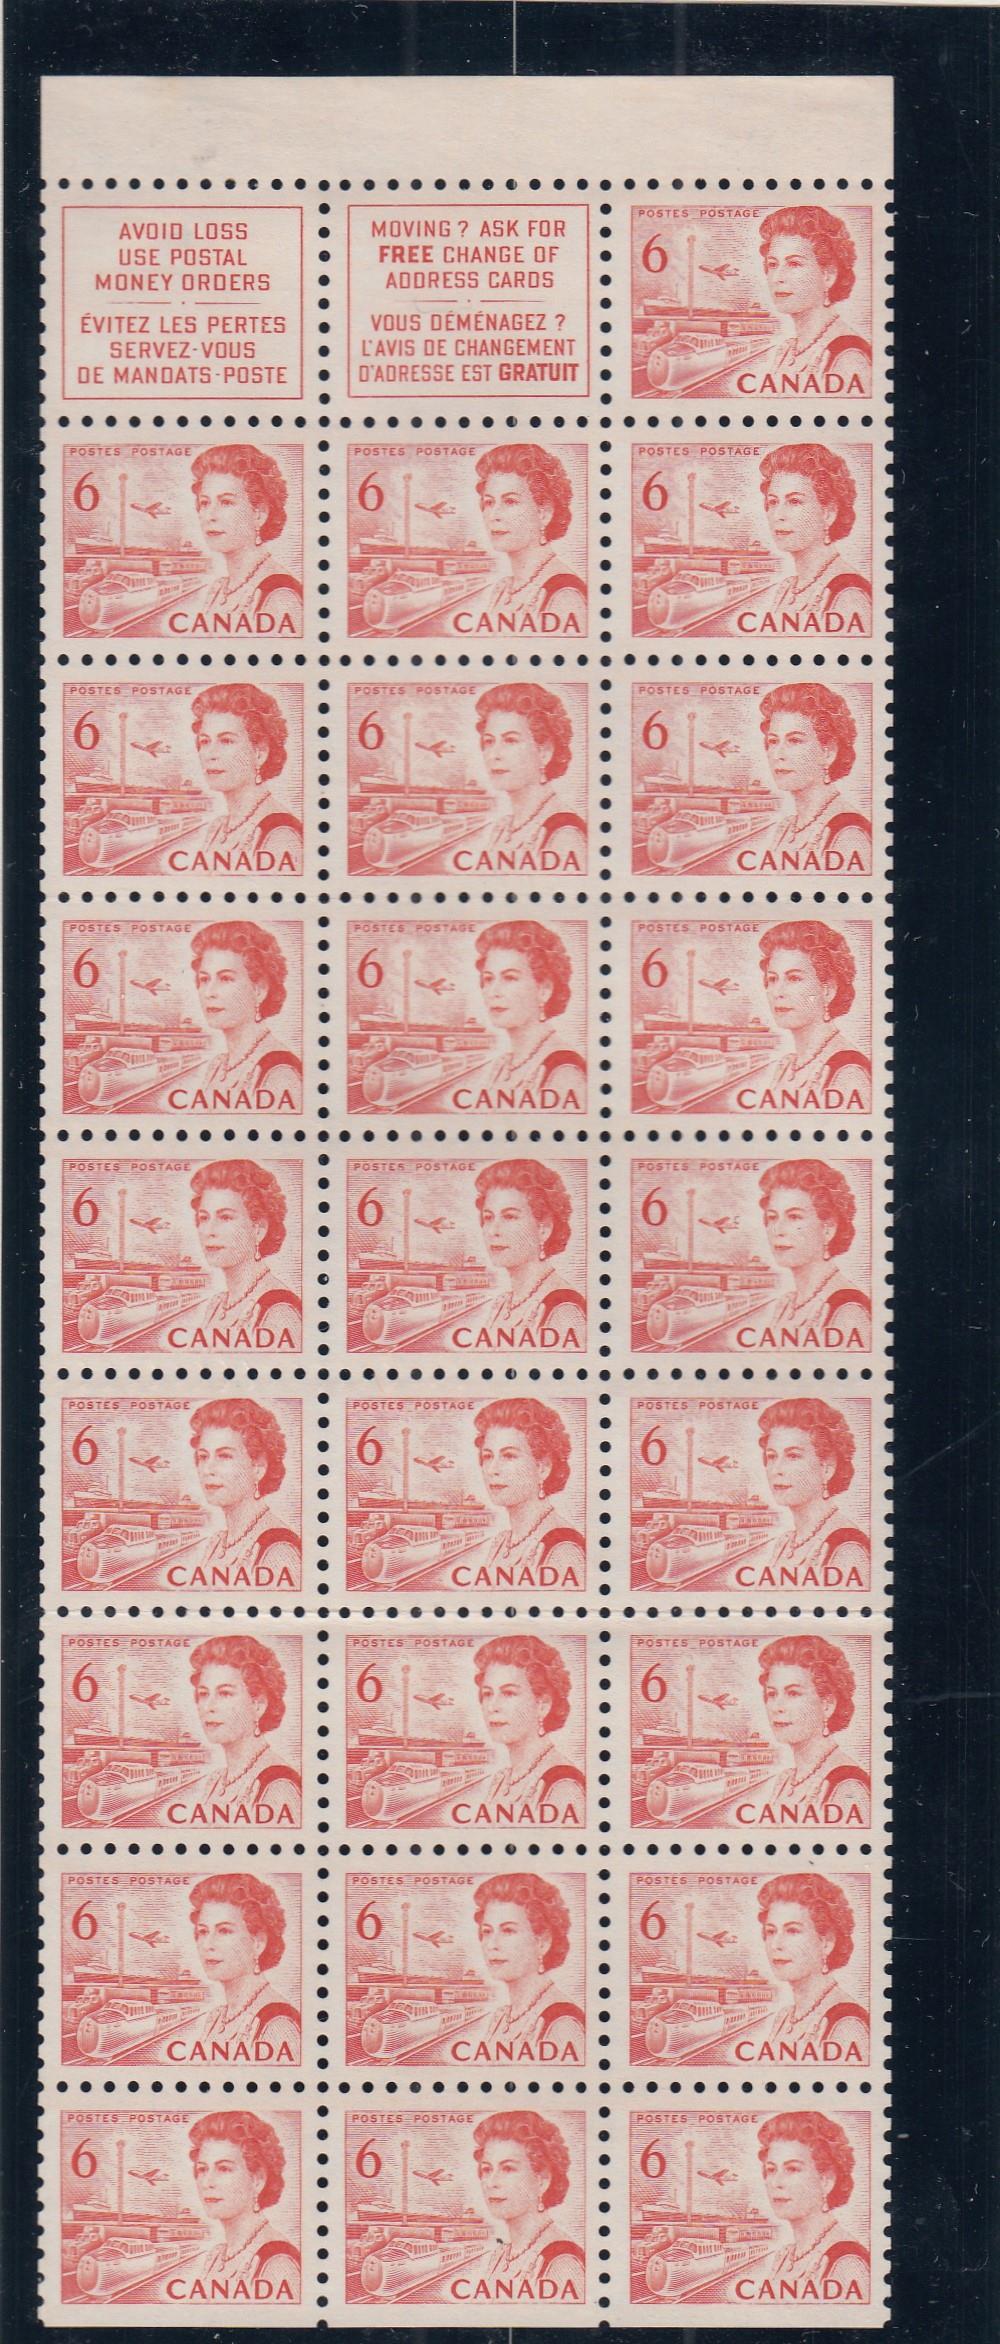 AVOID LOSS
USE POSTAL
MONEY ORDERS
ÉVITEZ LES PERTES
SERVEZ-VOUS
DE MANDATS-POSTE
MOVING? ASK FOR
FREE CHANGE OF
ADDRESS CARDS
VOUS DÉMÉNAGEZ?
L'AVIS DE CHANGEMENT
D'ADRESSE EST GRATUIT
POSTES POSTAGE
6
CANADA
POSTES POSTAGE
6
CANADA
POSTES POSTAGE
6
CANADA
POSTES POSTAGE
6
CANADA
POSTES POSTAGE
6
CANADA
POSTES POSTAGE
6
CANADA
POSTES POSTAGE
6
CANADA
POSTES POSTAGE
6
CANADA
POSTES POSTAGE
6
CANADA
POSTES POSTAGE
6
CANADA
POSTES POSTAGE
6
CANADA
POSTES POSTAGE
6
CANADA
POSTES POSTAGE
6
CANADA
POSTES POSTAGE
6
CANADA
POSTES POSTAGE
6
CANADA
POSTES POSTAGE
6
CANADA
POSTES POSTAGE
6
CANADA
POSTES POSTAGE
6
CANADA
POSTES POSTAGE
6
CANADA
POSTES POSTAGE
6
CANADA
POSTES POSTAGE
6
CANADA
POSTES POSTAGE
6
CANADA
POSTES POSTAGE
6
CANADA
POSTES POSTAGE
6
CANADA
POSTES POSTAGE
6
CANADA